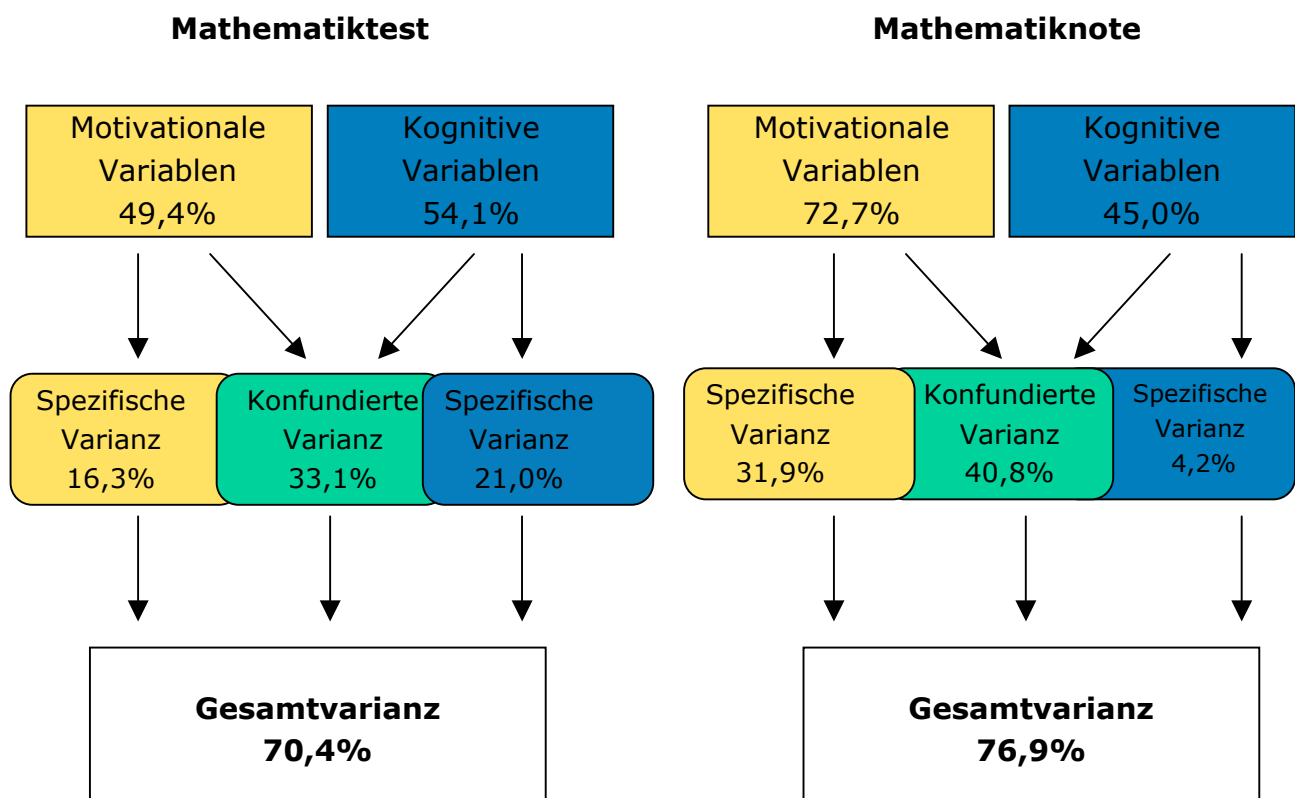 Mathematiktest
Motivationale
Variablen
49,4%
Kognitive
Variablen
54,1%
Spezifische
Varianz
16,3%
Konfundierte
Varianz
33,1%
Spezifische
Varianz
21,0%
Gesamtvarianz
70,4%
Mathematiknote
Motivationale
Variablen
72,7%
Kognitive
Variablen
45,0%
Spezifische
Varianz
31,9%
Konfundierte
Varianz
40,8%
Spezifische
Varianz
4,2%
Gesamtvarianz
76,9%